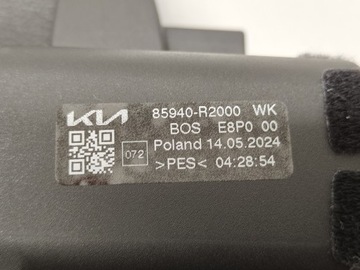 KIA 85940-R2000 WK
BOS E8P0 00
072 Poland 14.05.2024
>PES< 04:28:54